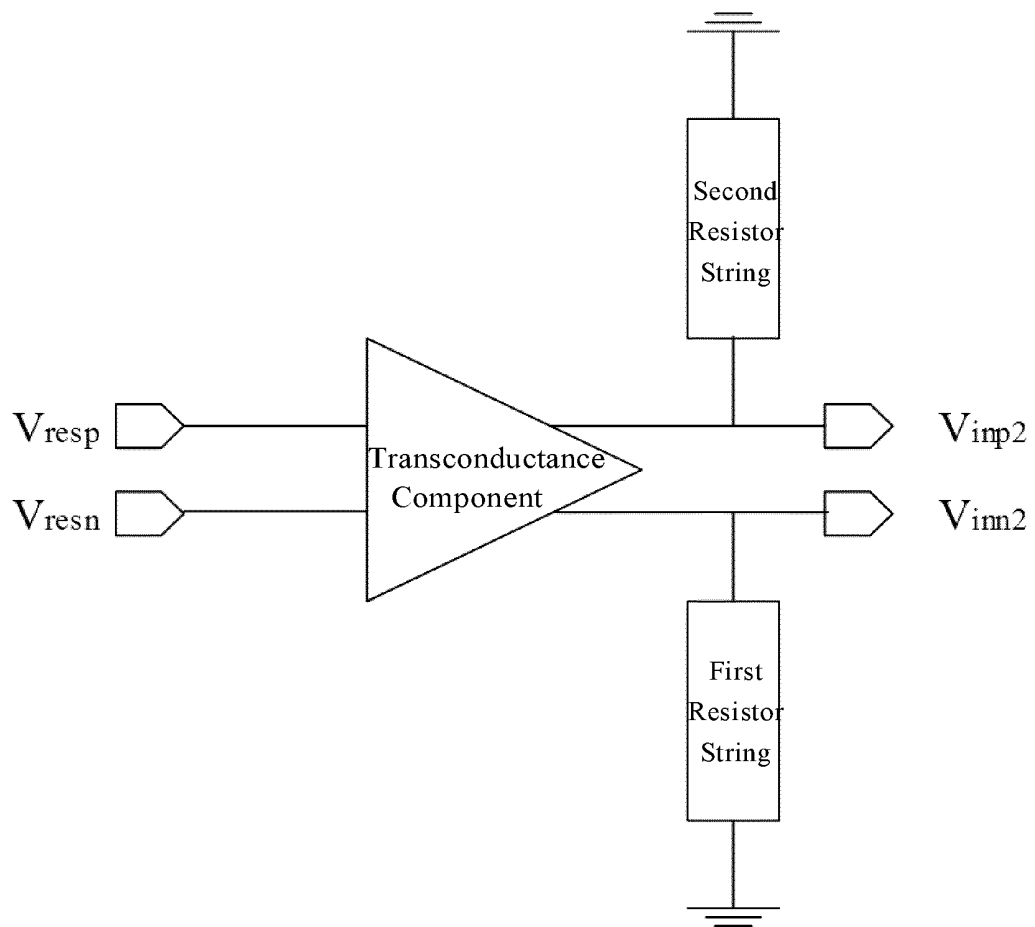 Second
Resistor
String
Vresp
Vinp2
Transconductance
Component
Vresn
Vinn2
First
Resistor
String